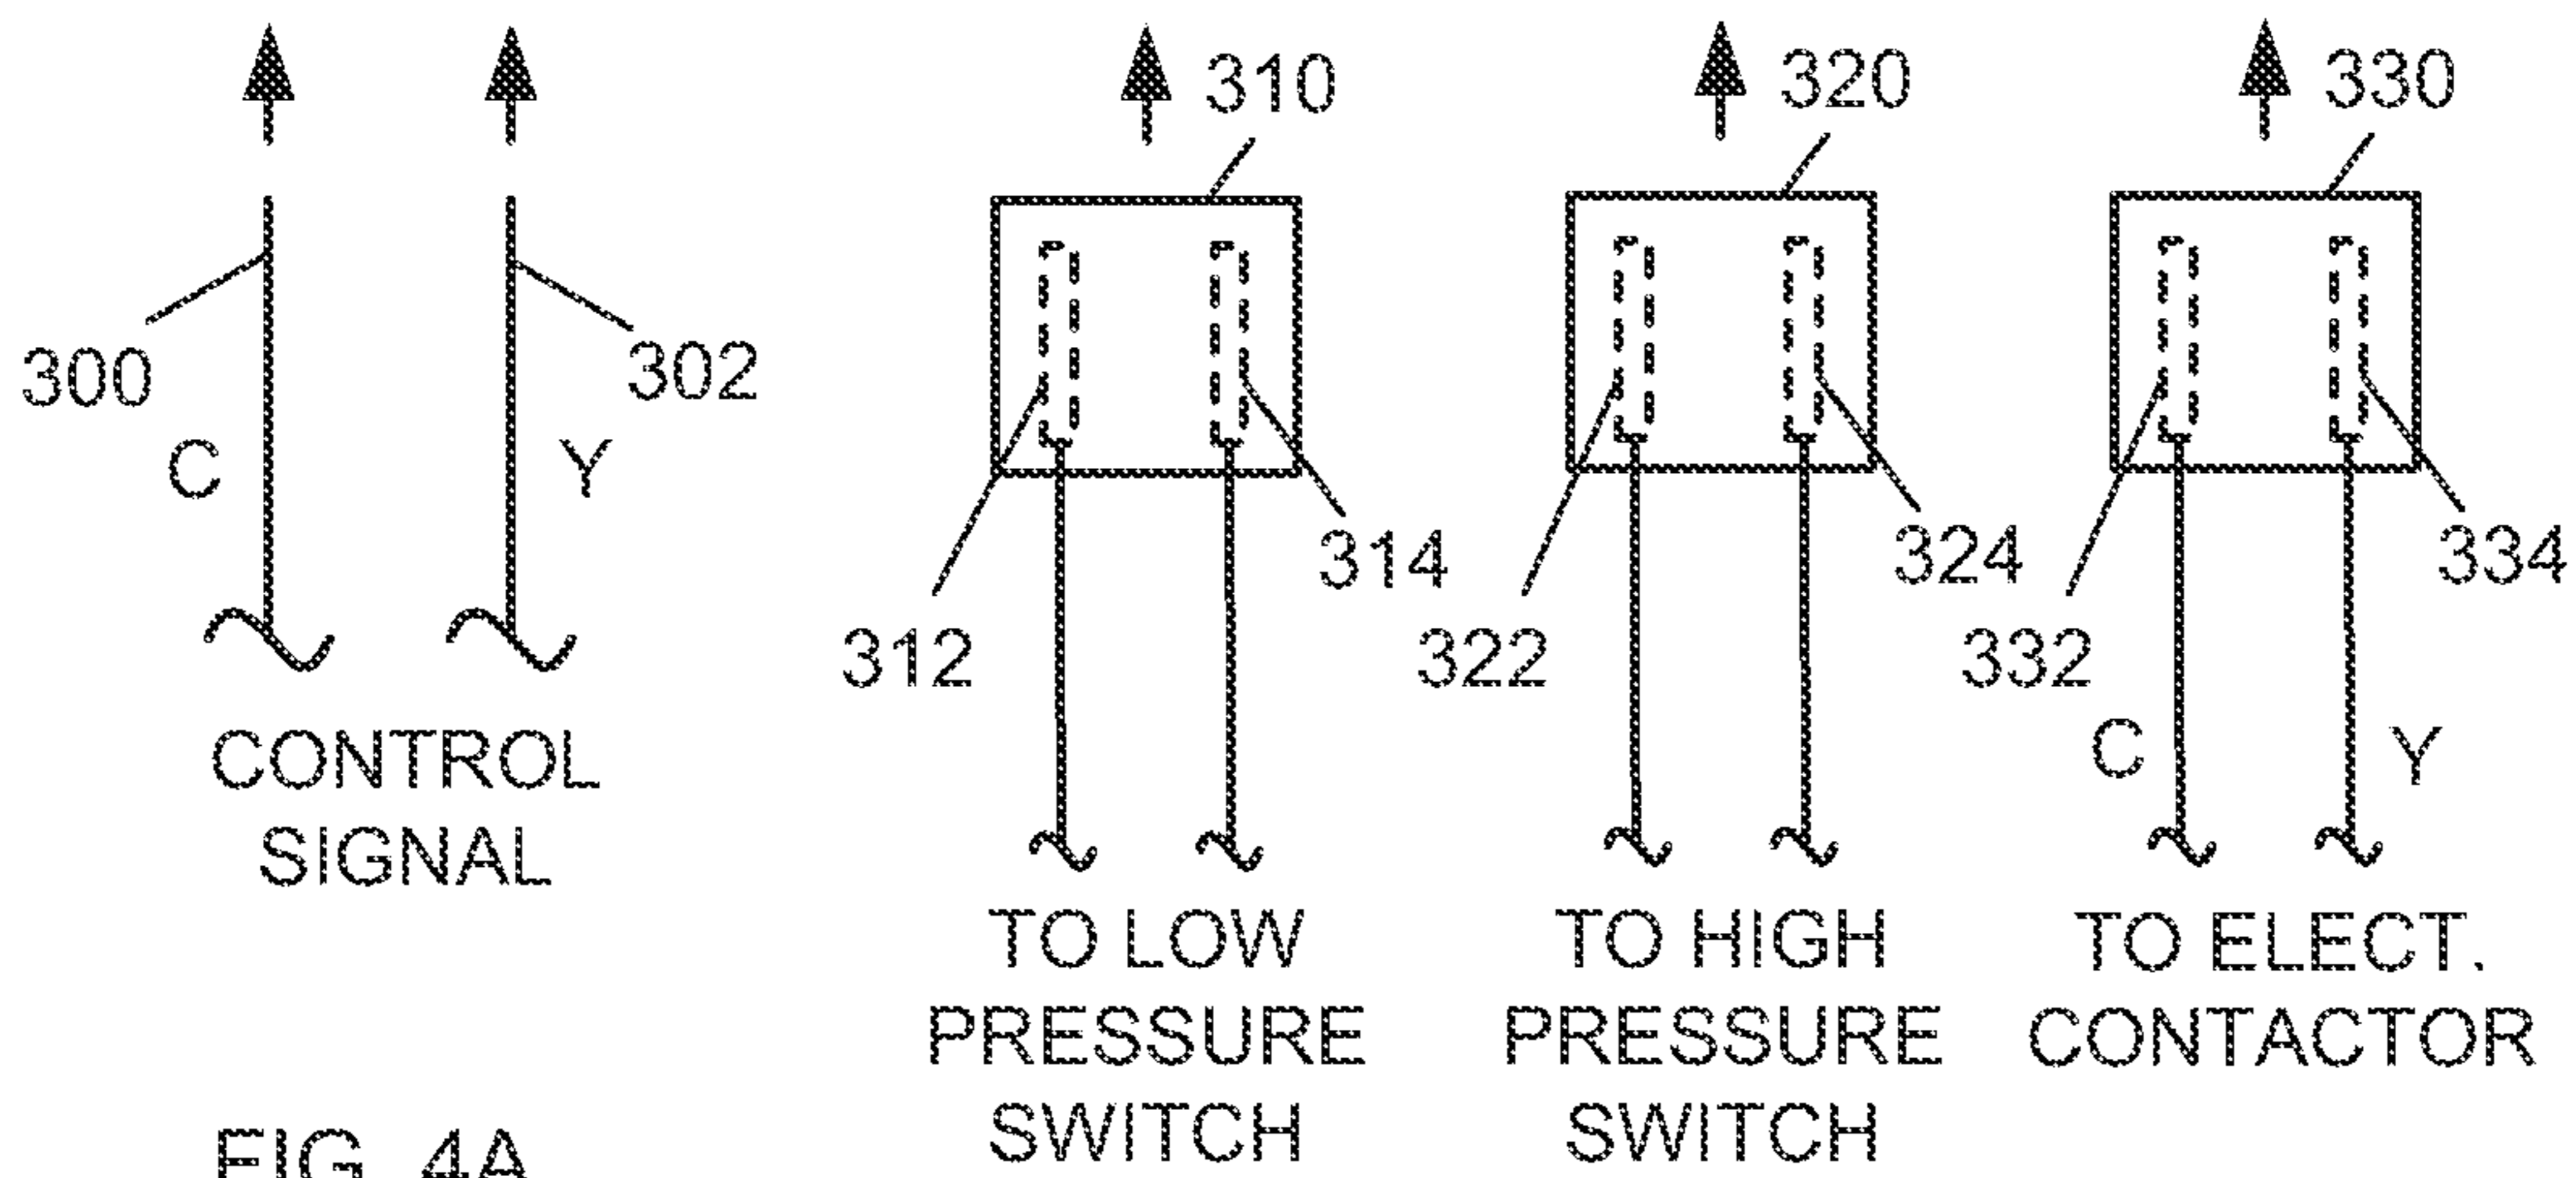 310
320
330
300
302
C
Y
312
314
322
324
332
334
C
Y
CONTROL
SIGNAL
TO LOW
PRESSURE
SWITCH
TO HIGH
PRESSURE
SWITCH
TO ELECT.
CONTACTOR
FIG. 4A